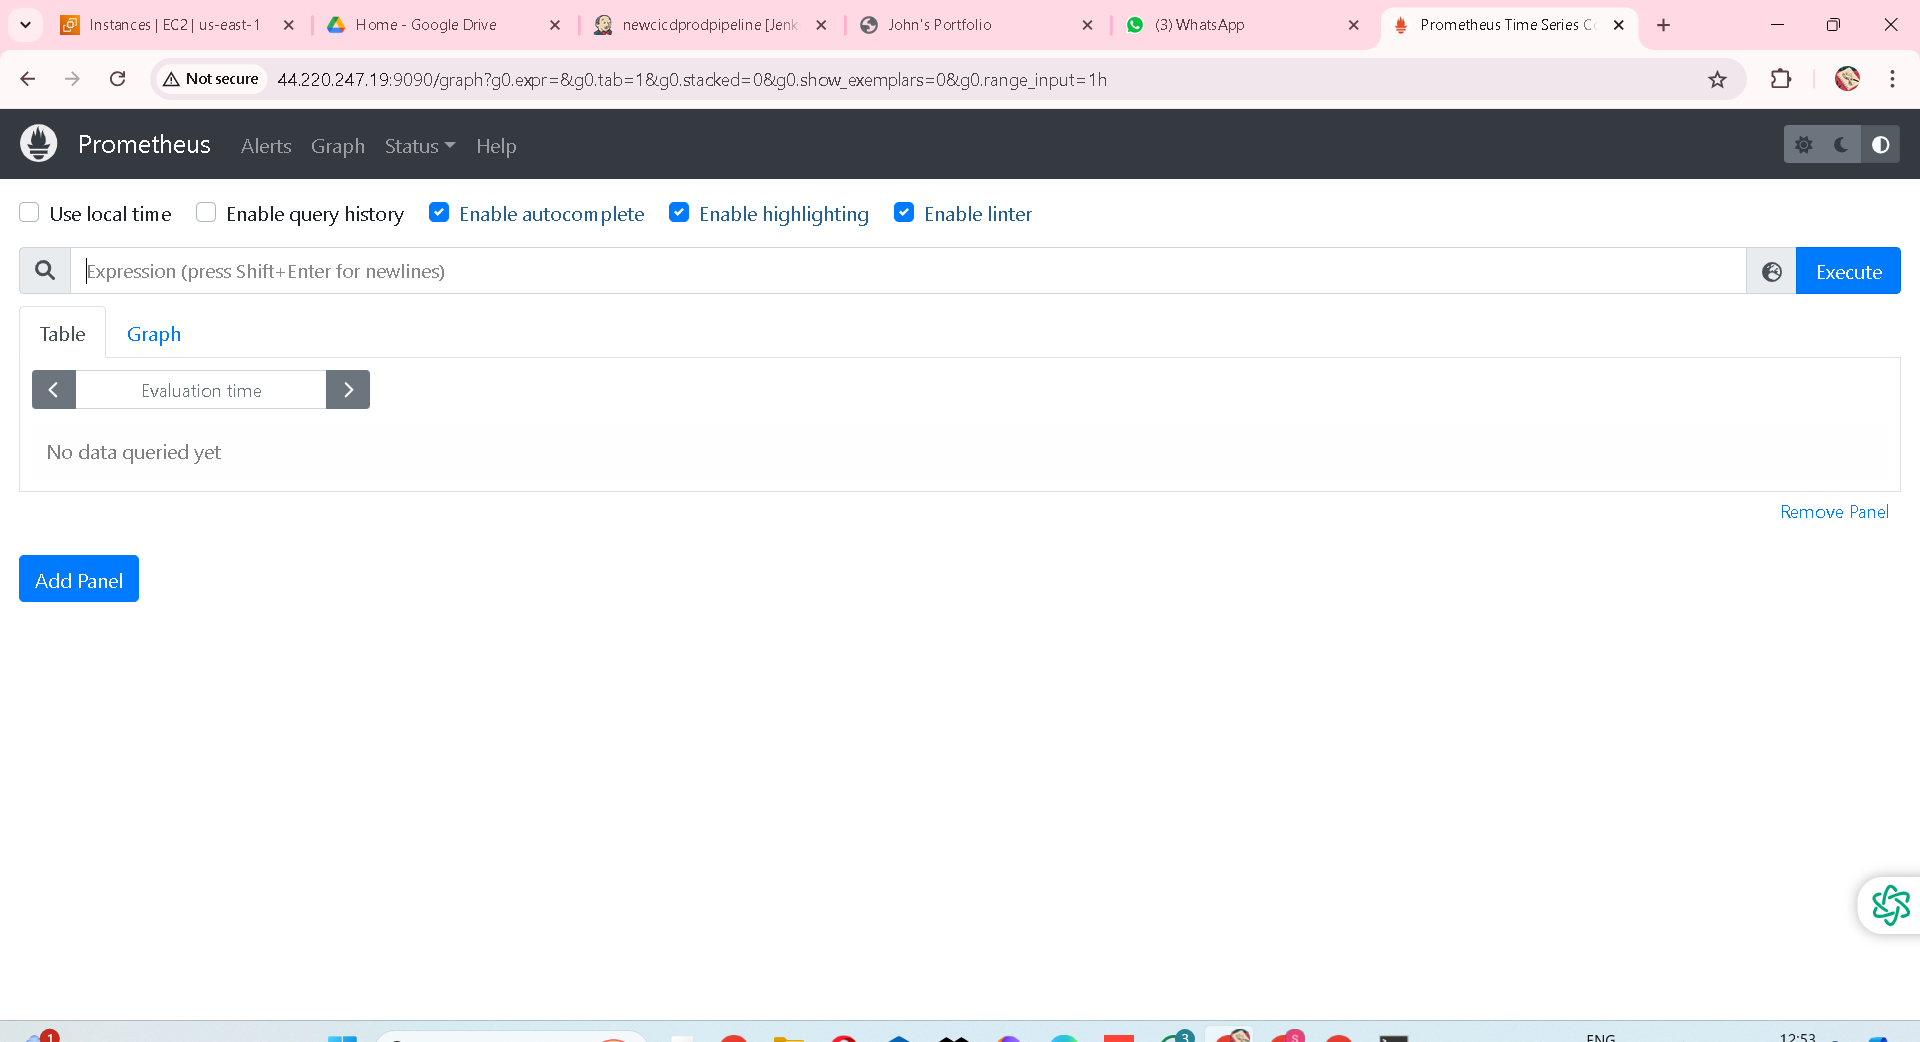 Instances | EC2 | us-east-1
Home - Google Drive
newcicdprodpipeline [Jenk
John's Portfolio
(3) WhatsApp
Prometheus Time Series Co
Not secure
44.220.247.19:9090/graph?g0.expr=&g0.tab=1&g0.stacked=0&g0.show_exemplars=0&g0.range_input=1h
Prometheus
Alerts
Graph
Status
Help
Use local time
Enable query history
Enable autocomplete
Enable highlighting
Enable linter
Expression (press Shift+Enter for newlines)
Execute
Table
Graph
Evaluation time
No data queried yet
Remove Panel
Add Panel
1
3
S
ENG
12:53